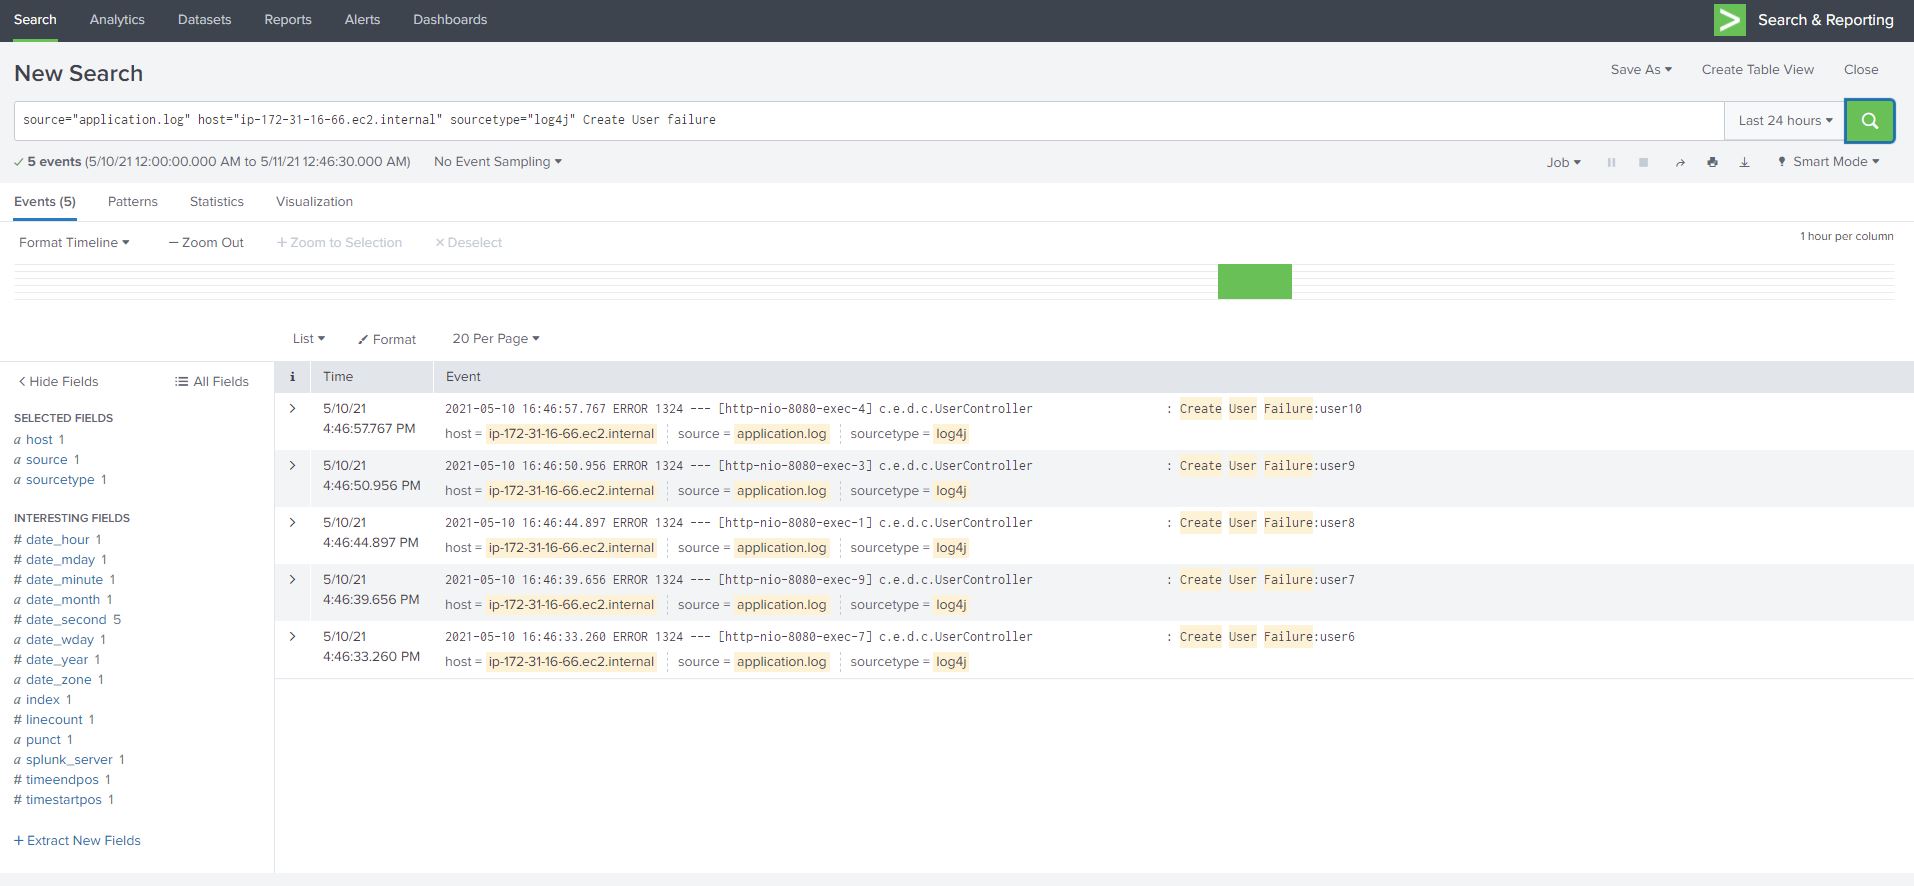 Search Analytics Datasets Reports Alerts Dashboards Search & Reporting
New Search Save As Create Table View Close
source="application.log" host="ip-172-31-16-66.ec2.internal" sourcetype="log4j" Create User failure Last 24 hours
5 events (5/10/21 12:00:00.000 AM to 5/11/21 12:46:30.000 AM) No Event Sampling Job Smart Mode
Events (5) Patterns Statistics Visualization
Format Timeline — Zoom Out + Zoom to Selection × Deselect 1 hour per column
List Format 20 Per Page
< Hide Fields All Fields
SELECTED FIELDS
a host 1
a source 1
a sourcetype 1
INTERESTING FIELDS
# date_hour 1
# date_mday 1
# date_minute 1
a date_month 1
# date_second 5
a date_wday 1
# date_year 1
a date_zone 1
a index 1
# linecount 1
a punct 1
a splunk_server 1
# timeendpos 1
# timestartpos 1
+ Extract New Fields
i Time Event
> 5/10/21 2021-05-10 16:46:57.767 ERROR 1324 --- [http-nio-8080-exec-4] c.e.d.c.UserController : Create User Failure:user10
4:46:57.767 PM host = ip-172-31-16-66.ec2.internal source = application.log sourcetype = log4j
> 5/10/21 2021-05-10 16:46:50.956 ERROR 1324 --- [http-nio-8080-exec-3] c.e.d.c.UserController : Create User Failure:user9
4:46:50.956 PM host = ip-172-31-16-66.ec2.internal source = application.log sourcetype = log4j
> 5/10/21 2021-05-10 16:46:44.897 ERROR 1324 --- [http-nio-8080-exec-1] c.e.d.c.UserController : Create User Failure:user8
4:46:44.897 PM host = ip-172-31-16-66.ec2.internal source = application.log sourcetype = log4j
> 5/10/21 2021-05-10 16:46:39.656 ERROR 1324 --- [http-nio-8080-exec-9] c.e.d.c.UserController : Create User Failure:user7
4:46:39.656 PM host = ip-172-31-16-66.ec2.internal source = application.log sourcetype = log4j
> 5/10/21 2021-05-10 16:46:33.260 ERROR 1324 --- [http-nio-8080-exec-7] c.e.d.c.UserController : Create User Failure:user6
4:46:33.260 PM host = ip-172-31-16-66.ec2.internal source = application.log sourcetype = log4j